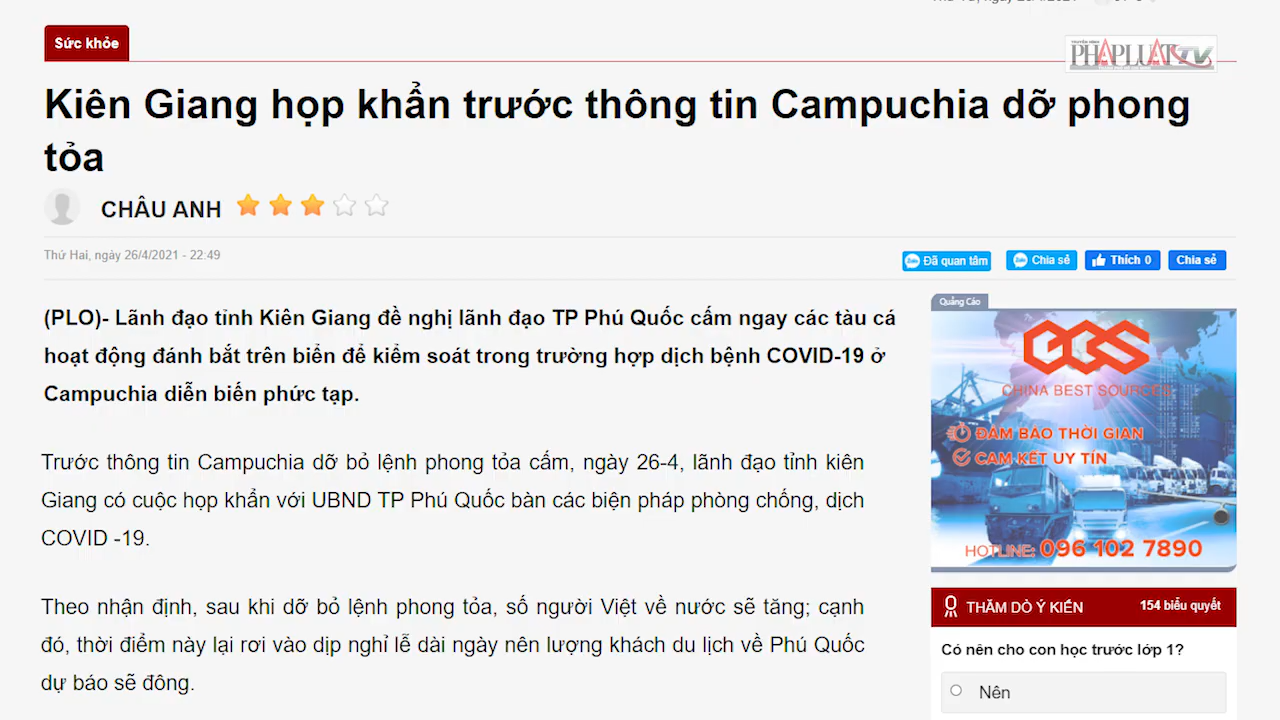 Sức khỏe
PHÁPLUẬT TV
Kiên Giang họp khẩn trước thông tin Campuchia dỡ phong
tỏa
CHÂU ANH
Thứ Hai, ngày 26/4/2021 - 22:49
Đã quan tâm
Chia sẻ
Thích 0
Chia sẻ
(PLO)- Lãnh đạo tỉnh Kiên Giang đề nghị lãnh đạo TP Phú Quốc cấm ngay các tàu cá
hoạt động đánh bắt trên biển để kiểm soát trong trường hợp dịch bệnh COVID-19 ở
Campuchia diễn biến phức tạp.
Trước thông tin Campuchia dỡ bỏ lệnh phong tỏa cấm, ngày 26-4, lãnh đạo tỉnh kiên
Giang có cuộc họp khẩn với UBND TP Phú Quốc bàn các biện pháp phòng chống, dịch
COVID -19.
Theo nhận định, sau khi dỡ bỏ lệnh phong tỏa, số người Việt về nước sẽ tăng; cạnh
đó, thời điểm này lại rơi vào dịp nghỉ lễ dài ngày nên lượng khách du lịch về Phú Quốc
dự báo sẽ đông.
Quảng Cáo
CHINA BEST SOURCES
ĐẢM BẢO THỜI GIAN
CAM KẾT UY TÍN
HOTLINE: 096 102 7890
THĂM DÒ Ý KIẾN
154 biểu quyết
Có nên cho con học trước lớp 1?
Nên